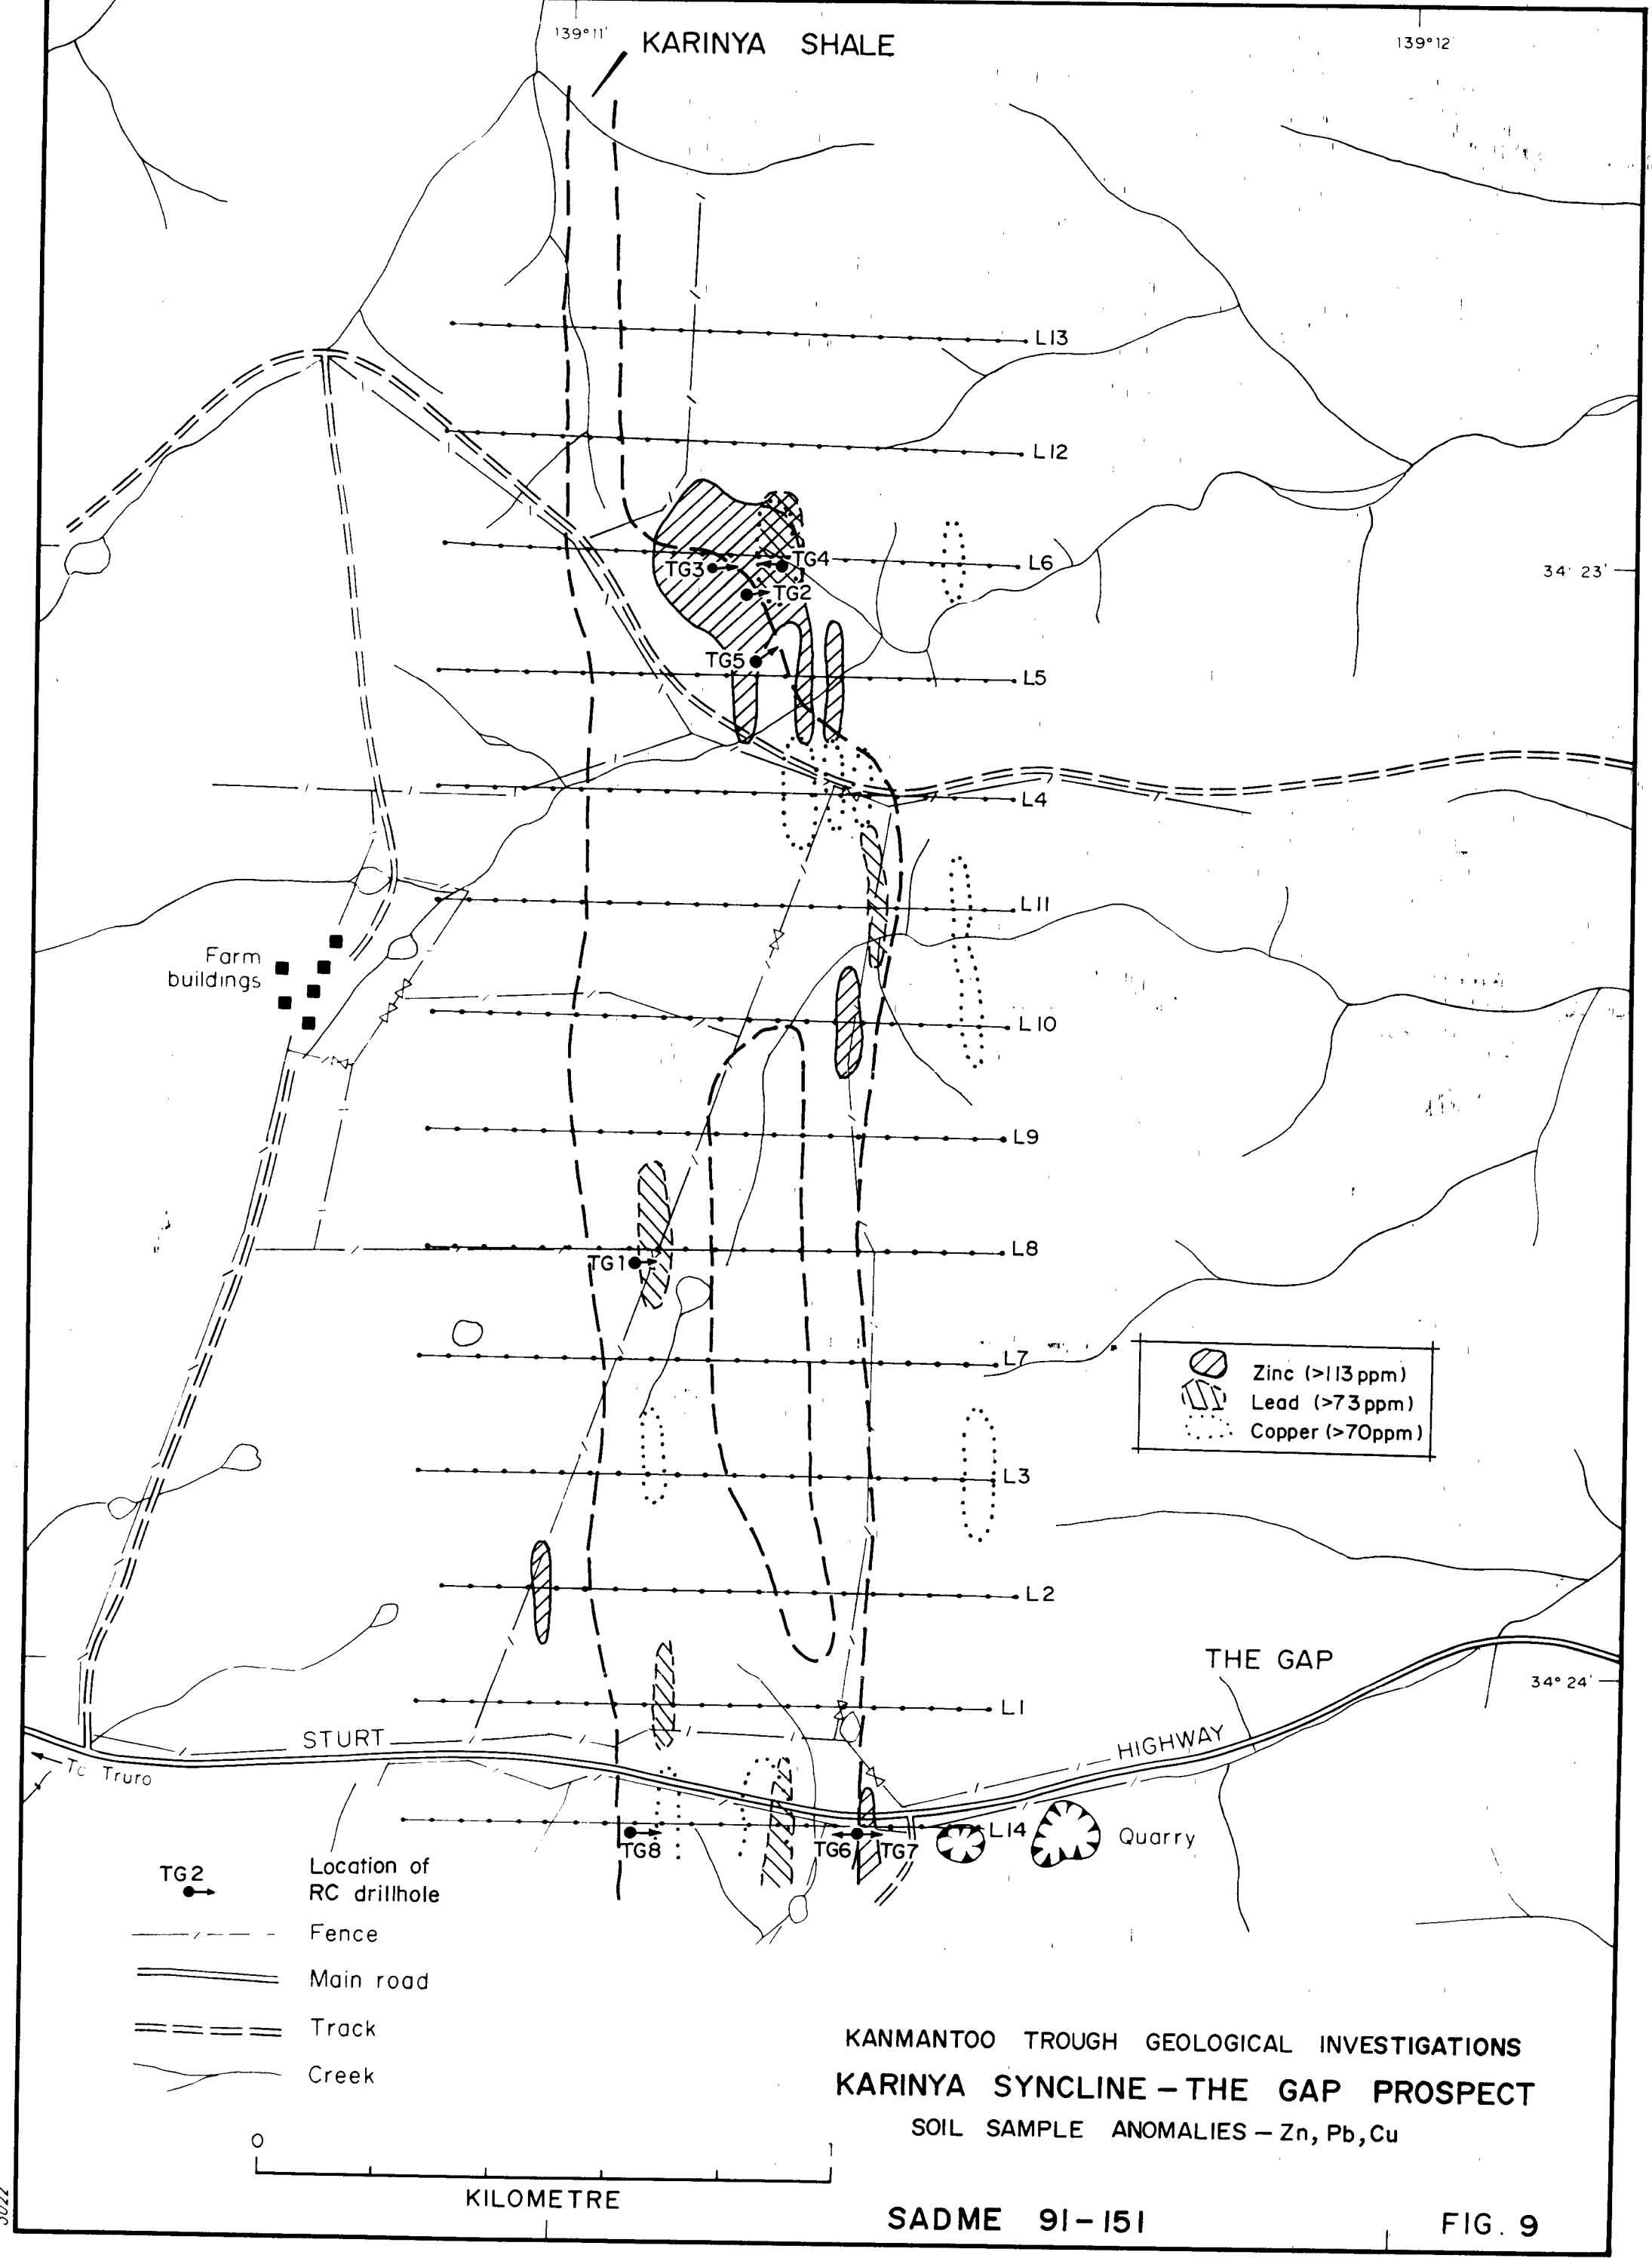 139°11'
KARINYA SHALE
139°12'
L13
L12
TG4
L6
TG3
34° 23'
TG2
TG5
L5
L4
L11
Farm
buildings
L10
L9
L8
TG1
L7
Zinc (>113ppm)
Lead (>73ppm)
Copper (>70ppm)
L3
L2
THE GAP
34° 24'
L1
STURT
HIGHWAY
To Truro
L14
Quarry
TG8
TG6
TG7
TG2
Location of
RC drillhole
Fence
Main road
Track
Creek
KANMANTOO TROUGH GEOLOGICAL INVESTIGATIONS
KARINYA SYNCLINE – THE GAP PROSPECT
SOIL SAMPLE ANOMALIES – Zn, Pb, Cu
0
1
KILOMETRE
SADME 91-151
FIG. 9